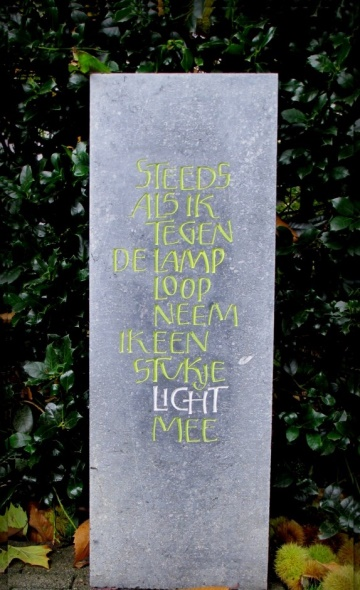 STEEDS
ALS IK
TEGEN
DE LAMP
LOOP
NEEM
IK EEN
STUKJE
LICHT
MEE